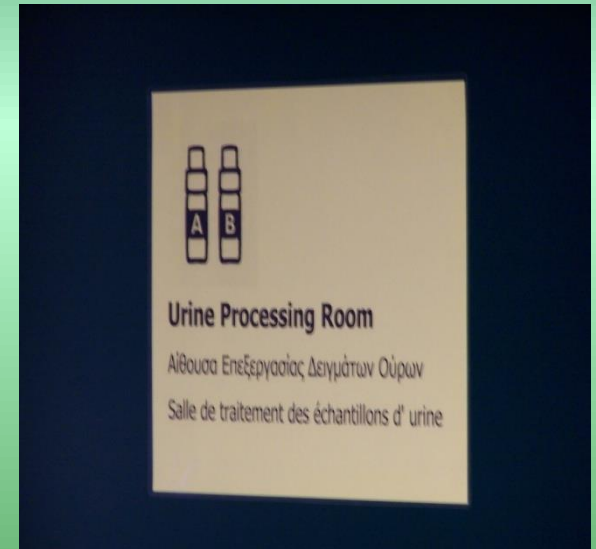 A B
Urine Processing Room
Αίθουσα Επεξεργασίας Δειγμάτων Ούρων
Salle de traitement des échantillons d' urine